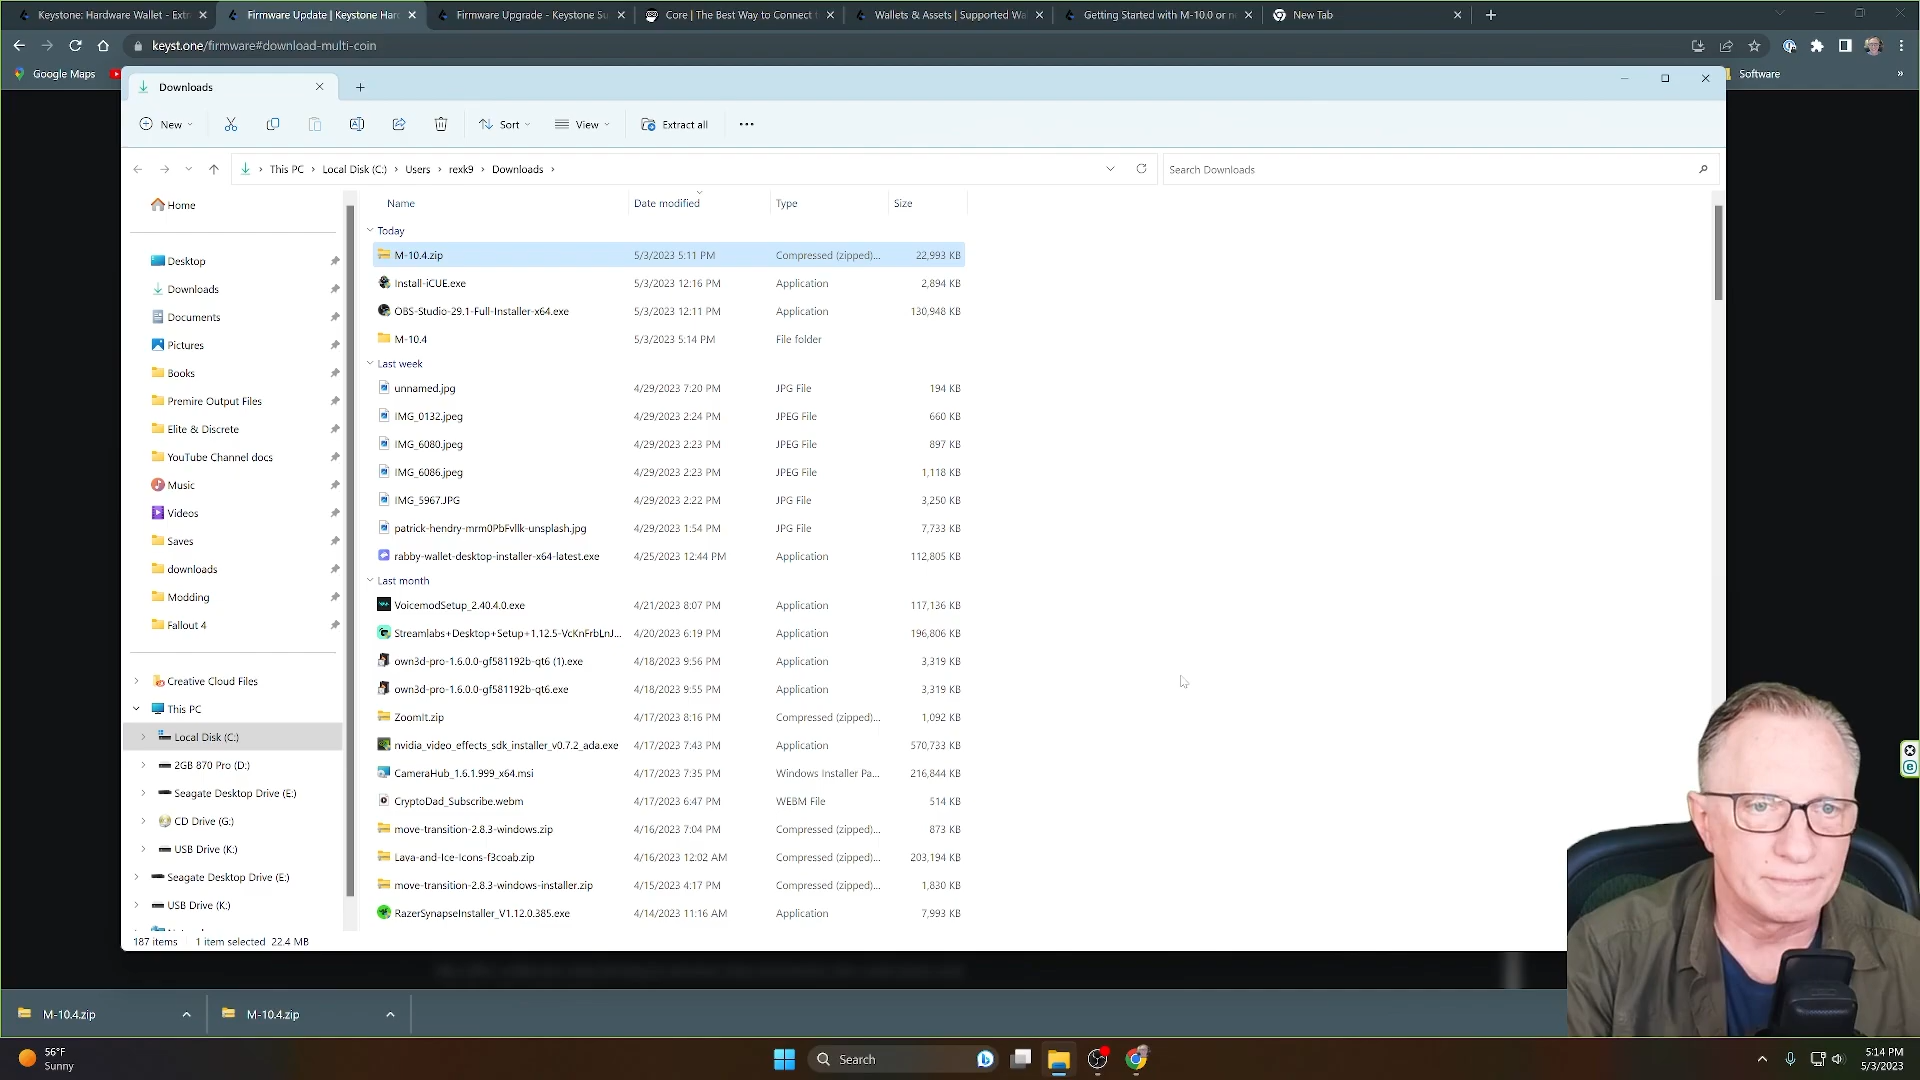 Keystone: Hardware Wallet - Extr
Firmware Update | Keystone Hard
Firmware Upgrade - Keystone Su
Core | The Best Way to Connect t
Wallets & Assets | Supported Wa
Getting Started with M-10.0 or n
New Tab
keyst.one/firmware#download-multi-coin
Google Maps
Software
Downloads
New
Sort
View
Extract all
This PC
Local Disk (C:)
Users
rexk9
Downloads
Search Downloads
Name
Date modified
Type
Size
Home
Desktop
Downloads
Documents
Pictures
Books
Premire Output Files
Elite & Discrete
YouTube Channel docs
Music
Videos
Saves
downloads
Modding
Fallout 4
Creative Cloud Files
This PC
Local Disk (C:)
2GB 870 Pro (D:)
Seagate Desktop Drive (E:)
CD Drive (G:)
USB Drive (K:)
Seagate Desktop Drive (E:)
USB Drive (K:)
Today
M-10.4.zip 5/3/2023 5:11 PM Compressed (zipped)... 22,993 KB
Install-iCUE.exe 5/3/2023 12:16 PM Application 2,894 KB
OBS-Studio-29.1-Full-Installer-x64.exe 5/3/2023 12:11 PM Application 130,948 KB
M-10.4 5/3/2023 5:14 PM File folder
Last week
unnamed.jpg 4/29/2023 7:20 PM JPG File 194 KB
IMG_0132.jpeg 4/29/2023 2:24 PM JPEG File 660 KB
IMG_6080.jpeg 4/29/2023 2:23 PM JPEG File 897 KB
IMG_6086.jpeg 4/29/2023 2:23 PM JPEG File 1,118 KB
IMG_5967.JPG 4/29/2023 2:22 PM JPG File 3,250 KB
patrick-hendry-mrm0PbFvllk-unsplash.jpg 4/29/2023 1:54 PM JPG File 7,733 KB
rabby-wallet-desktop-installer-x64-latest.exe 4/25/2023 12:44 PM Application 112,805 KB
Last month
VoicemodSetup_2.40.4.0.exe 4/21/2023 8:07 PM Application 117,136 KB
Streamlabs+Desktop+Setup+1.12.5-VcKnFrbLnJ... 4/20/2023 6:19 PM Application 196,806 KB
own3d-pro-1.6.0.0-gf581192b-qt6 (1).exe 4/18/2023 9:56 PM Application 3,319 KB
own3d-pro-1.6.0.0-gf581192b-qt6.exe 4/18/2023 9:55 PM Application 3,319 KB
ZoomIt.zip 4/17/2023 8:16 PM Compressed (zipped)... 1,092 KB
nvidia_video_effects_sdk_installer_v0.7.2_ada.exe 4/17/2023 7:43 PM Application 570,733 KB
CameraHub_1.6.1.999_x64.msi 4/17/2023 7:35 PM Windows Installer Pa... 216,844 KB
CryptoDad_Subscribe.webm 4/17/2023 6:47 PM WEBM File 514 KB
move-transition-2.8.3-windows.zip 4/16/2023 7:04 PM Compressed (zipped)... 873 KB
Lava-and-Ice-Icons-f3coab.zip 4/16/2023 12:02 AM Compressed (zipped)... 203,194 KB
move-transition-2.8.3-windows-installer.zip 4/15/2023 4:17 PM Compressed (zipped)... 1,830 KB
RazerSynapseInstaller_V1.12.0.385.exe 4/14/2023 11:16 AM Application 7,993 KB
187 items 1 item selected 22.4 MB
M-10.4.zip
M-10.4.zip
56°F
Sunny
Search
5:14 PM
5/3/2023